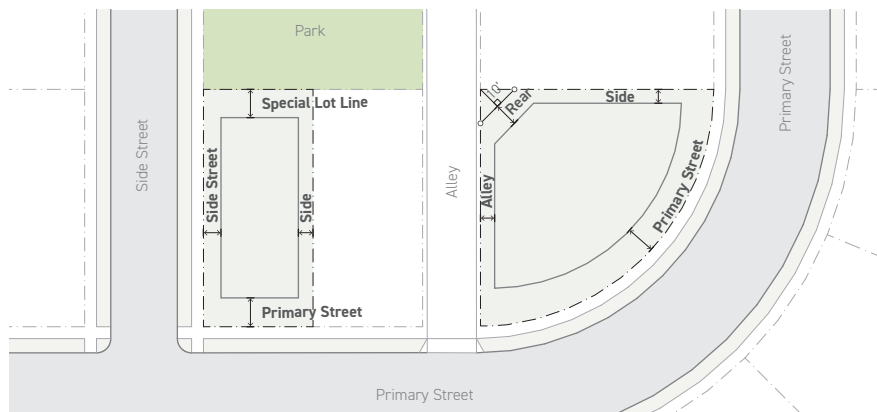 Park
Special Lot Line
10'
Rear
Side
Primary Street
Side Street
Side Street
Side
Alley
Alley
Primary Street
Primary Street
Primary Street